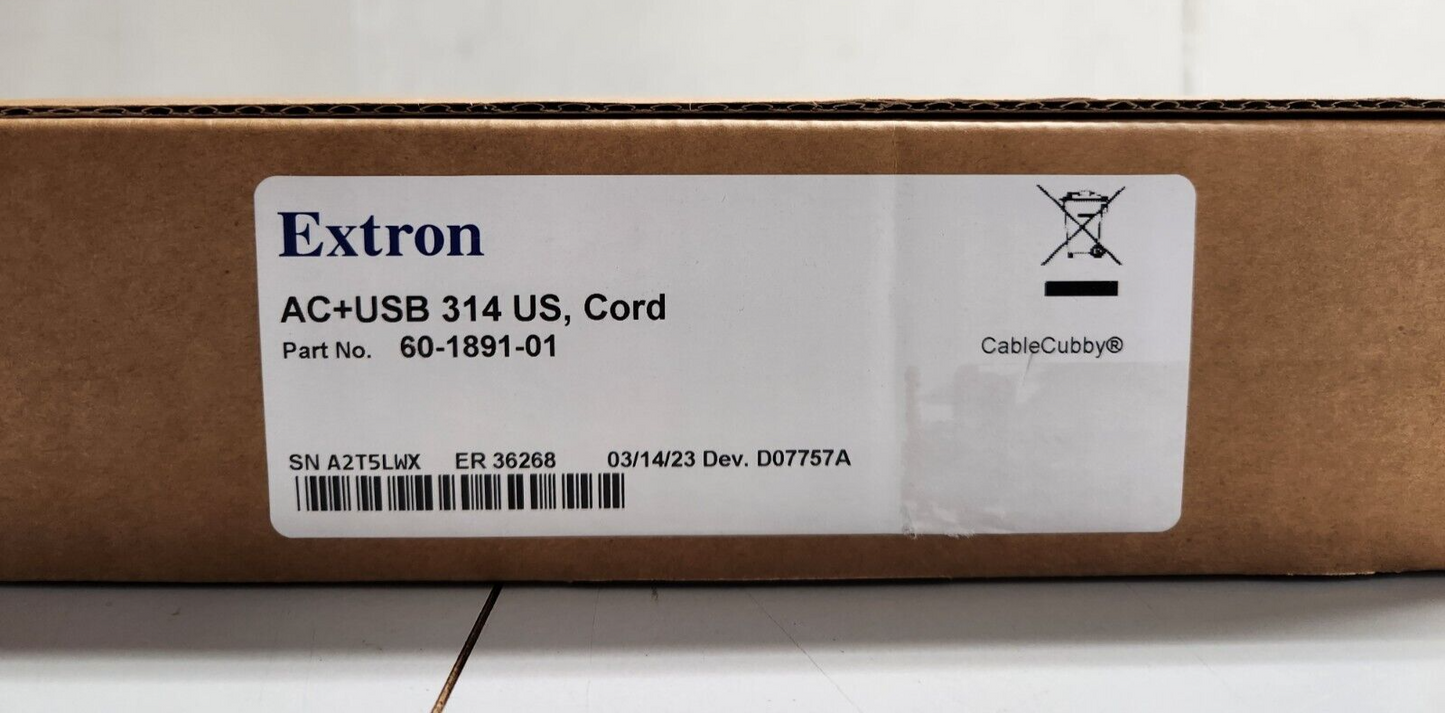 Extron
AC+USB 314 US, Cord
Part No. 60-1891-01
CableCubby®
SN A2T5LWX ER 36268 03/14/23 Dev. D07757A